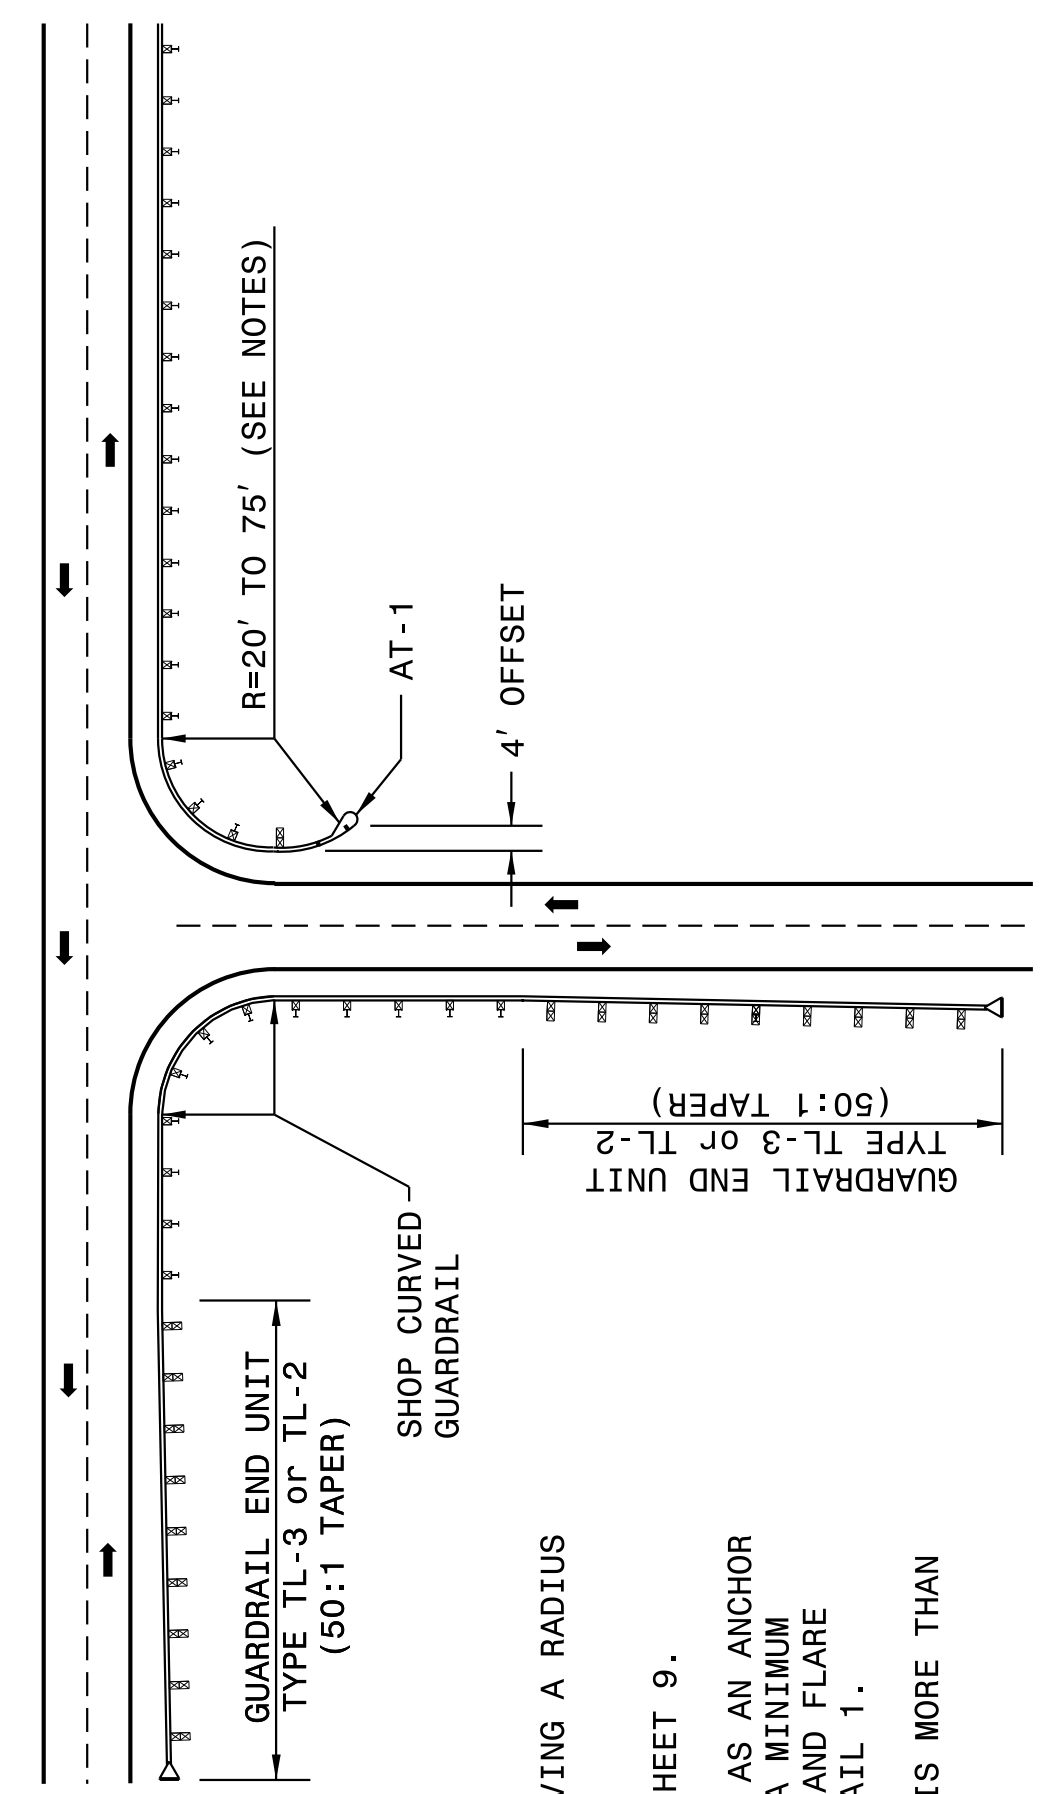 R=20' TO 75' (SEE NOTES)
AT-1
4' OFFSET
GUARDRAIL END UNIT
TYPE TL-3 or TL-2
(50:1 TAPER)
SHOP CURVED
GUARDRAIL
GUARDRAIL END UNIT
TYPE TL-3 or TL-2
(50:1 TAPER)
VING A RADIUS
HEET 9.
AS AN ANCHOR
A MINIMUM
AND FLARE
AIL 1.
IS MORE THAN